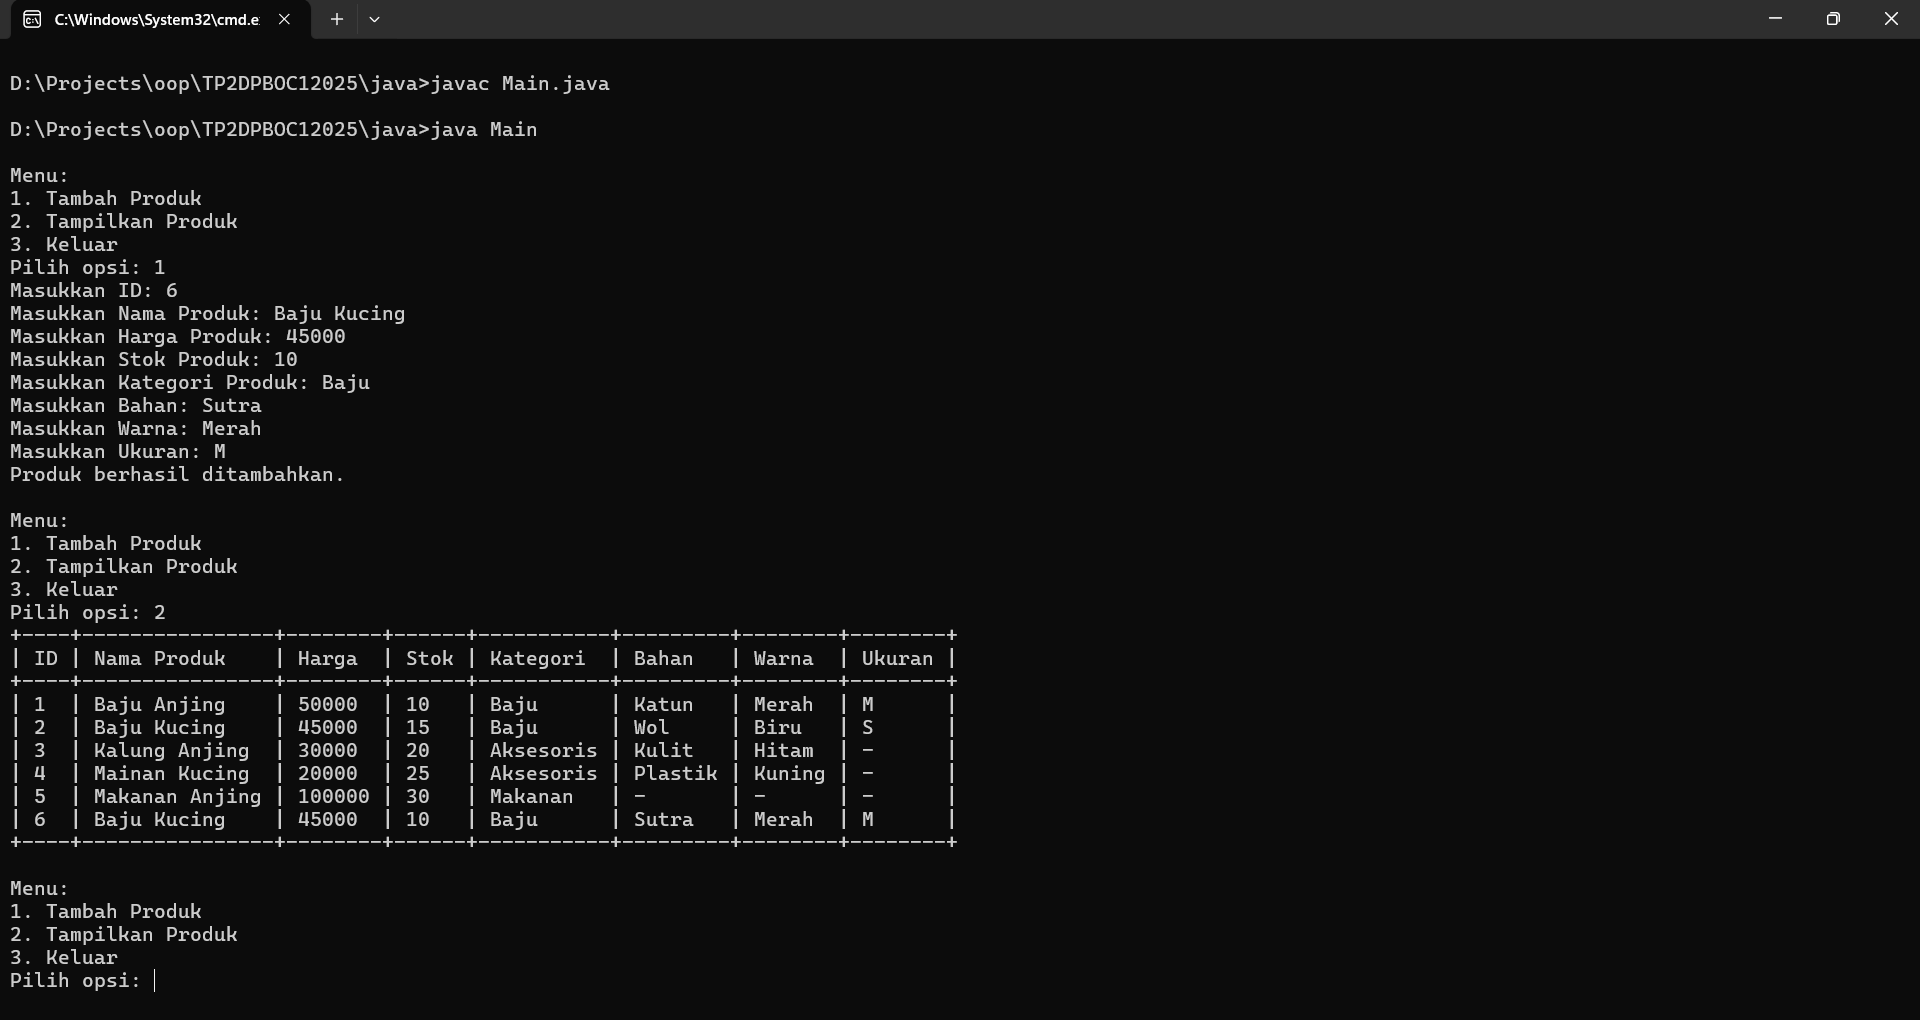 C:\Windows\System32\cmd.e
D:\Projects\oop\TP2DPBOC12025\java>javac Main.java
D:\Projects\oop\TP2DPBOC12025\java>java Main
Menu:
1. Tambah Produk
2. Tampilkan Produk
3. Keluar
Pilih opsi: 1
Masukkan ID: 6
Masukkan Nama Produk: Baju Kucing
Masukkan Harga Produk: 45000
Masukkan Stok Produk: 10
Masukkan Kategori Produk: Baju
Masukkan Bahan: Sutra
Masukkan Warna: Merah
Masukkan Ukuran: M
Produk berhasil ditambahkan.
Menu:
1. Tambah Produk
2. Tampilkan Produk
3. Keluar
Pilih opsi: 2
+----+----------------+--------+------+-----------+---------+--------+--------+
| ID | Nama Produk    | Harga  | Stok | Kategori  | Bahan   | Warna  | Ukuran |
+----+----------------+--------+------+-----------+---------+--------+--------+
| 1  | Baju Anjing    | 50000  | 10   | Baju      | Katun   | Merah  | M      |
| 2  | Baju Kucing    | 45000  | 15   | Baju      | Wol     | Biru   | S      |
| 3  | Kalung Anjing  | 30000  | 20   | Aksesoris | Kulit   | Hitam  | -      |
| 4  | Mainan Kucing  | 20000  | 25   | Aksesoris | Plastik | Kuning | -      |
| 5  | Makanan Anjing | 100000 | 30   | Makanan   | -       | -      | -      |
| 6  | Baju Kucing    | 45000  | 10   | Baju      | Sutra   | Merah  | M      |
+----+----------------+--------+------+-----------+---------+--------+--------+
Menu:
1. Tambah Produk
2. Tampilkan Produk
3. Keluar
Pilih opsi: